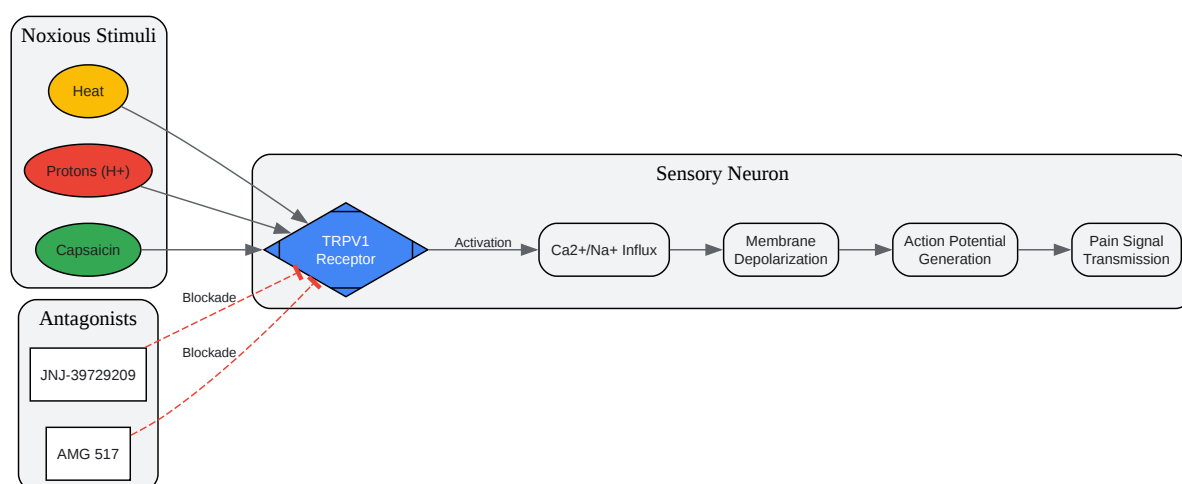 Noxious Stimuli
Heat
Protons (H+)
Capsaicin
Sensory Neuron
TRPV1
Receptor
Activation
Ca2+/Na+ Influx
Membrane
Depolarization
Action Potential
Generation
Pain Signal
Transmission
Blockade
Blockade
Antagonists
JNJ-39729209
AMG 517